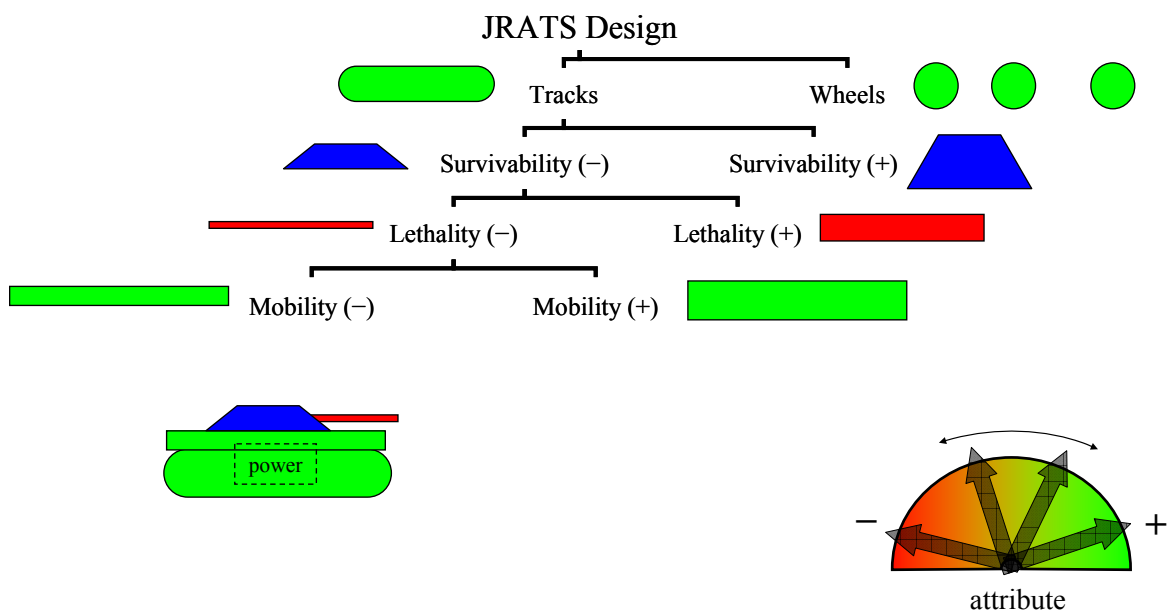 JRATS Design
Tracks
Wheels
Survivability (−)
Survivability (+)
Lethality (−)
Lethality (+)
Mobility (−)
Mobility (+)
power
− +
attribute